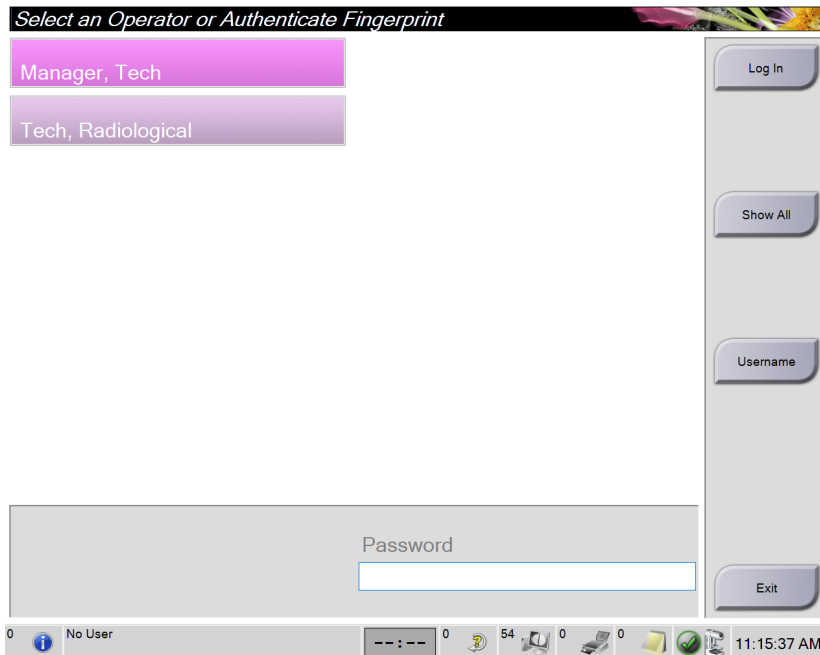 Select an Operator or Authenticate Fingerprint
Manager, Tech
Tech, Radiological
Log In
Show All
Username
Password
Exit
0 No User --:-- 0 54 0 0 11:15:37 AM